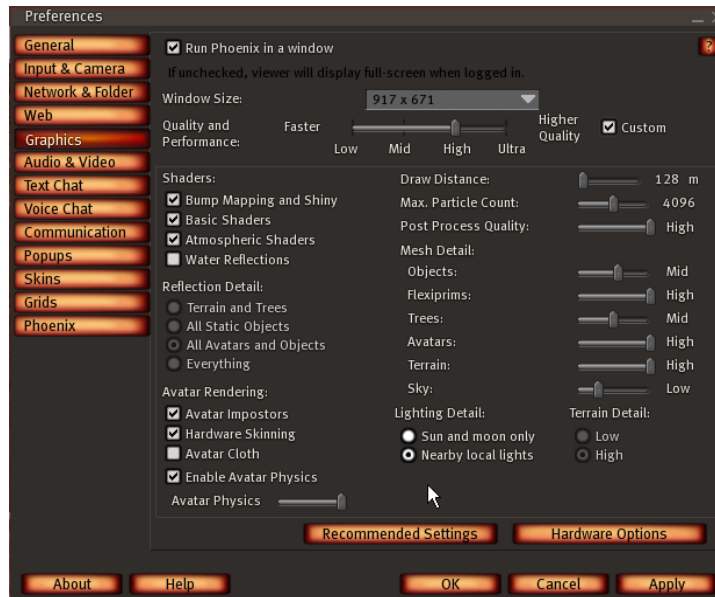 Preferences
General
Input & Camera
Network & Folder
Web
Graphics
Audio & Video
Text Chat
Voice Chat
Communication
Popups
Skins
Grids
Phoenix
Run Phoenix in a window
?
If unchecked, viewer will display full-screen when logged in.
Window Size: 917 x 671
Quality and Performance: Faster Higher Quality Custom
Low Mid High Ultra
Shaders:
Bump Mapping and Shiny
Basic Shaders
Atmospheric Shaders
Water Reflections
Reflection Detail:
Terrain and Trees
All Static Objects
All Avatars and Objects
Everything
Avatar Rendering:
Avatar Impostors
Hardware Skinning
Avatar Cloth
Enable Avatar Physics
Avatar Physics
Draw Distance: 128 m
Max. Particle Count: 4096
Post Process Quality: High
Mesh Detail:
Objects: Mid
Flexiprims: High
Trees: Mid
Avatars: High
Terrain: High
Sky: Low
Lighting Detail:
Sun and moon only
Nearby local lights
Terrain Detail:
Low
High
Recommended Settings Hardware Options
About Help OK Cancel Apply